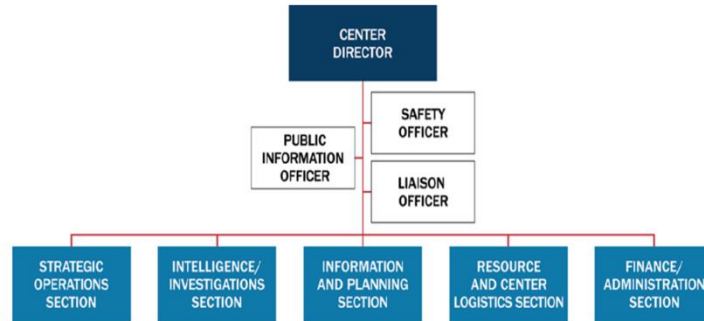 CENTER
DIRECTOR
SAFETY
OFFICER
PUBLIC
INFORMATION
OFFICER
LIAISON
OFFICER
STRATEGIC
OPERATIONS
SECTION
INTELLIGENCE/
INVESTIGATIONS
SECTION
INFORMATION
AND PLANNING
SECTION
RESOURCE
AND CENTER
LOGISTICS SECTION
FINANCE/
ADMINISTRATION
SECTION